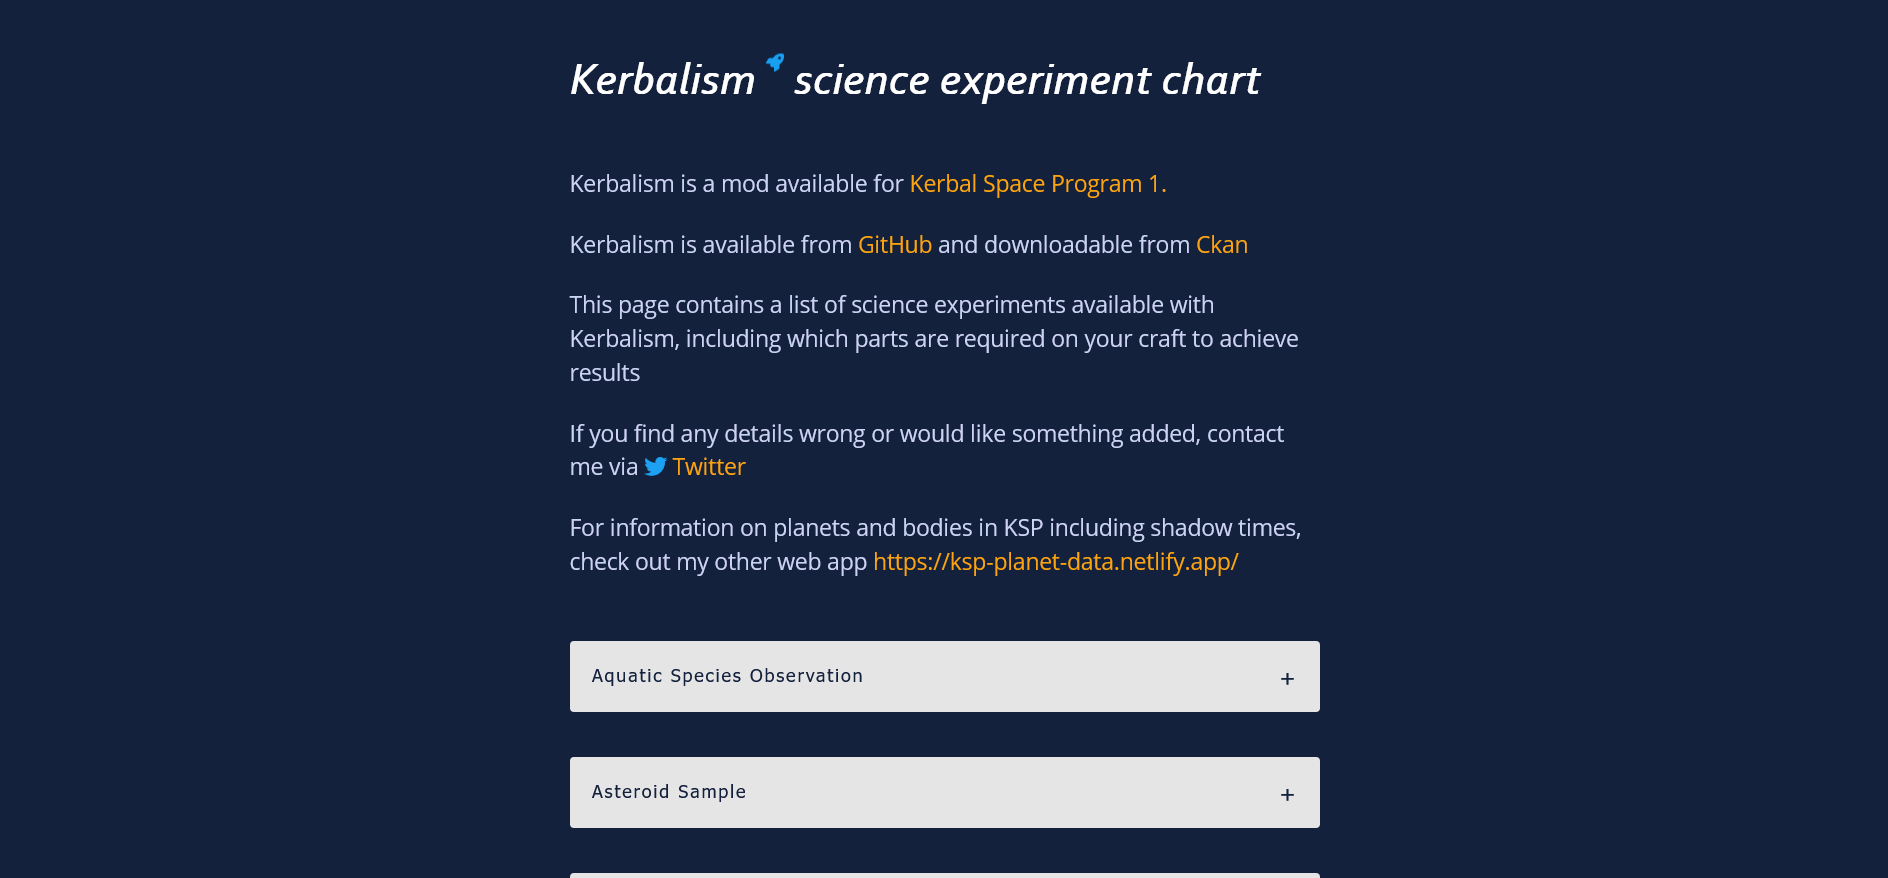 Kerbalism science experiment chart
Kerbalism is a mod available for Kerbal Space Program 1.
Kerbalism is available from GitHub and downloadable from Ckan
This page contains a list of science experiments available with
Kerbalism, including which parts are required on your craft to achieve
results
If you find any details wrong or would like something added, contact
me via Twitter
For information on planets and bodies in KSP including shadow times,
check out my other web app https://ksp-planet-data.netlify.app/
Aquatic Species Observation +
Asteroid Sample +